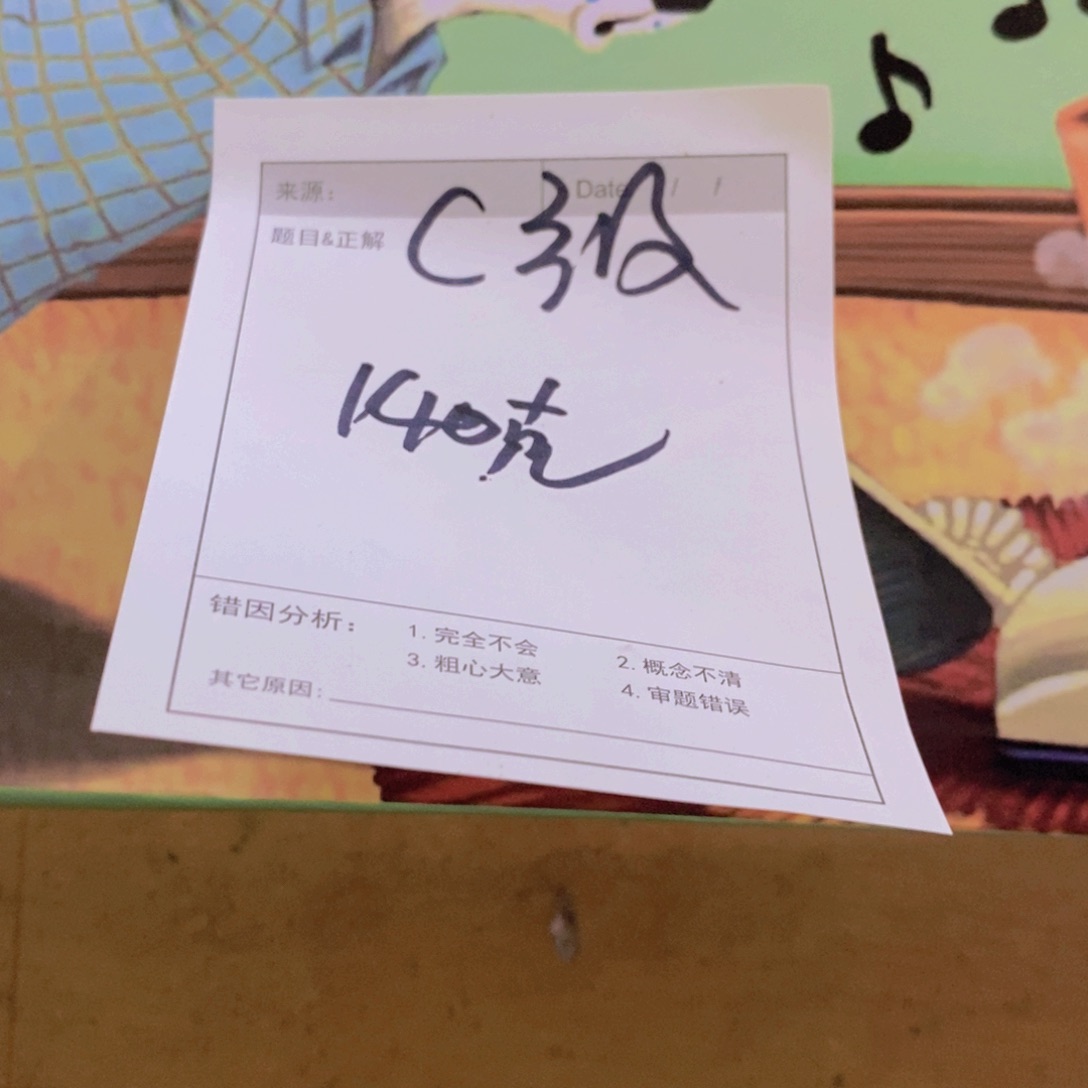 来源： Date / /
题目&正解 C级
140克
错因分析： 1. 完全不会 2. 概念不清
3. 粗心大意 4. 审题错误
其它原因：